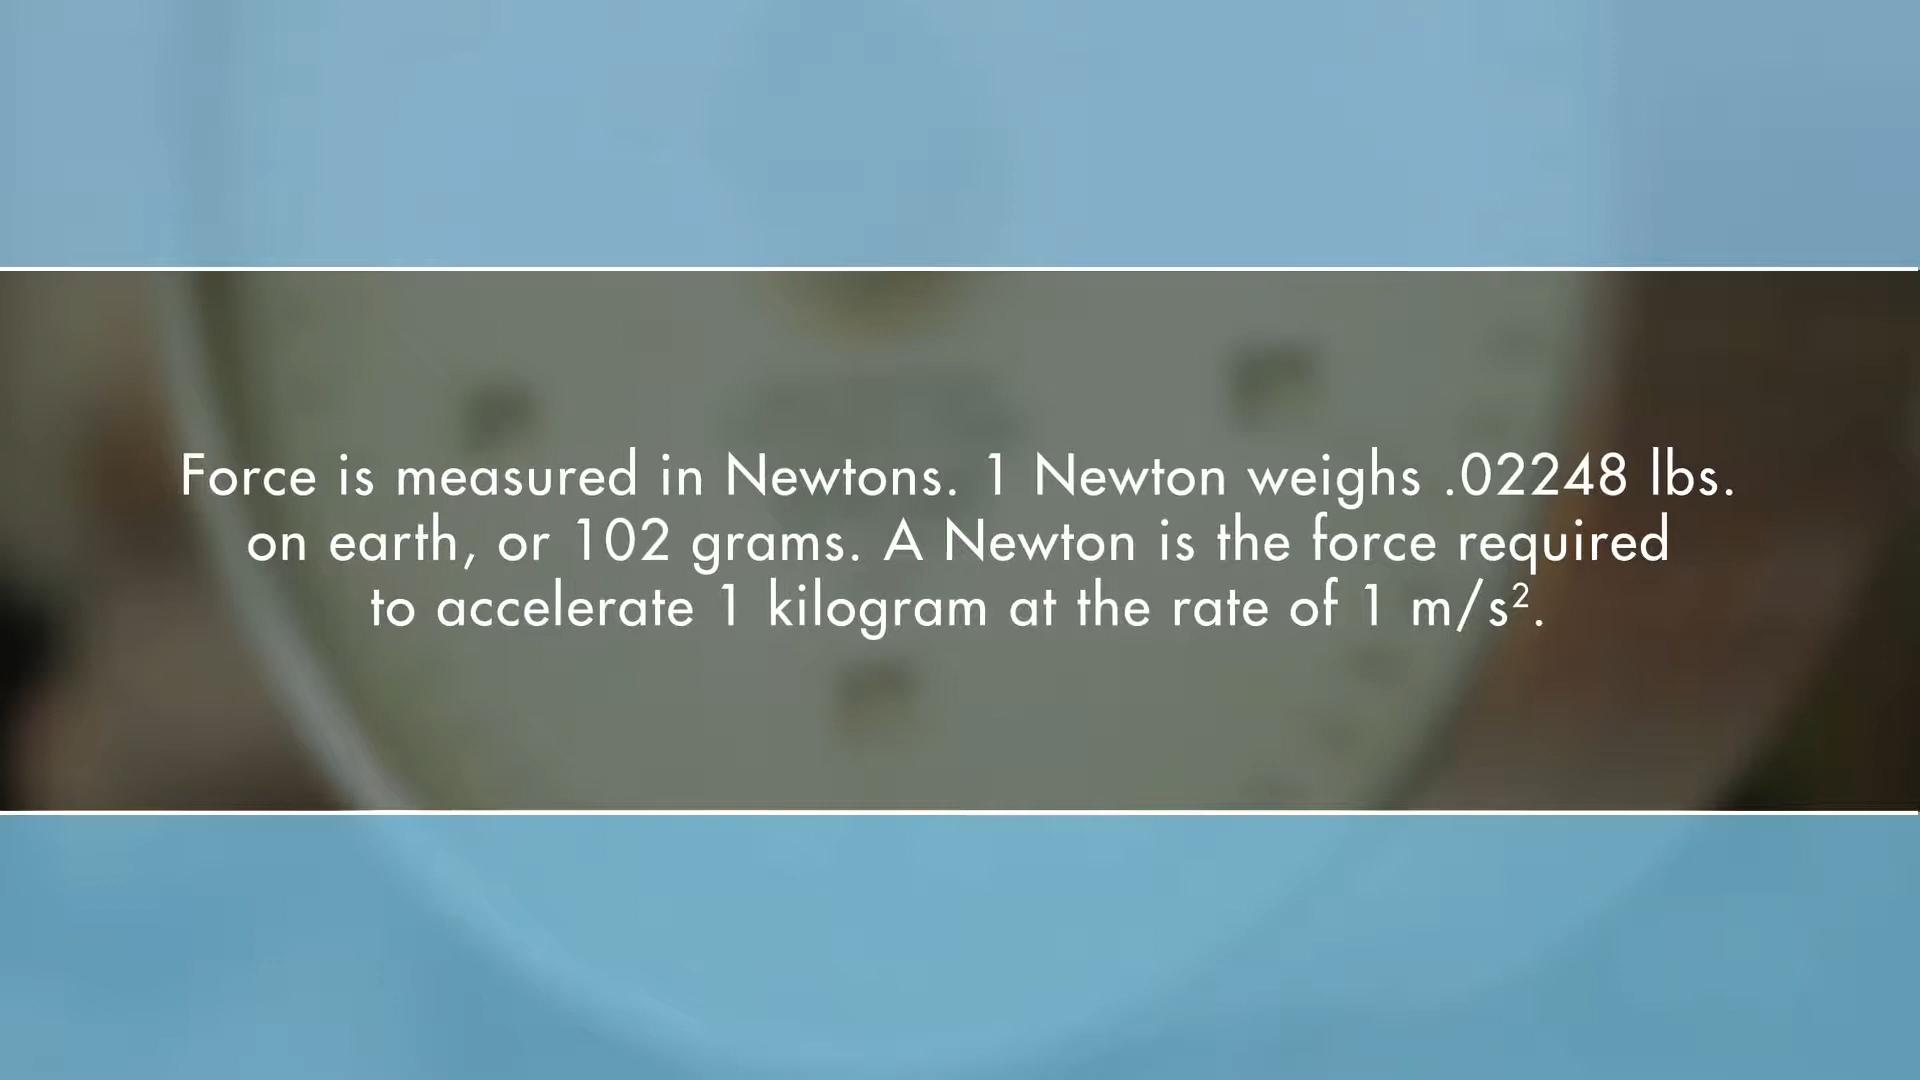 Force is measured in Newtons. 1 Newton weighs .02248 lbs.
on earth, or 102 grams. A Newton is the force required
to accelerate 1 kilogram at the rate of 1 m/s².